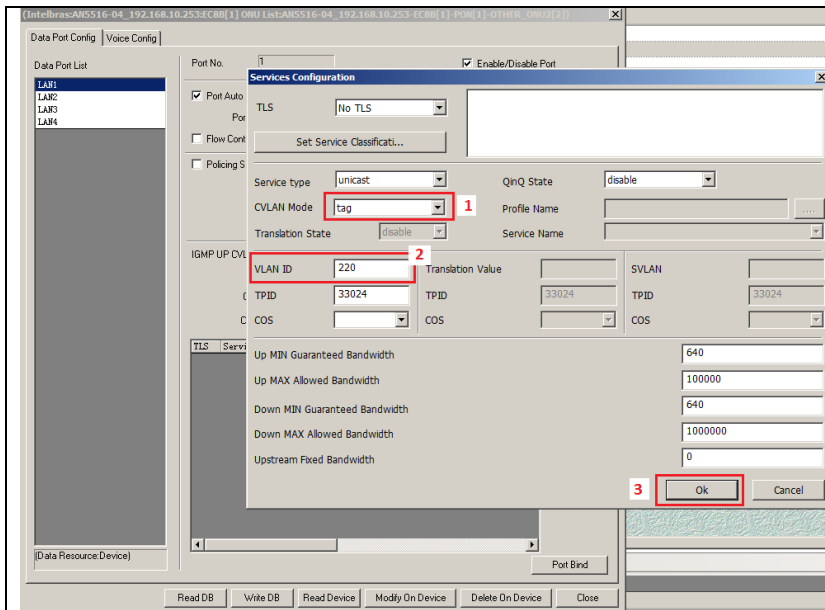 (Intelbras:AN5516-04_192.168.10.253:EC8B[1] ONU List:AN5516-04_192.168.10.253-EC8B[1]-PON[1]-OTHER_ONU2[2])
Data Port Config Voice Config
Data Port List
LAN1
LAN2
LAN3
LAN4
(Data Resource:Device)
Port No. 1 Enable/Disable Port
Port Auto
Flow Cont
Policing S
IGMP UP CVL
TLS Servi
Port Bind
Services Configuration
TLS No TLS
Set Service Classificati...
Service type unicast QinQ State disable
CVLAN Mode tag 1 Profile Name ....
Translation State disable Service Name
2
VLAN ID 220 Translation Value SVLAN
TPID 33024 TPID 33024 TPID 33024
COS COS COS
Up MIN Guaranteed Bandwidth 640
Up MAX Allowed Bandwidth 100000
Down MIN Guaranteed Bandwidth 640
Down MAX Allowed Bandwidth 1000000
Upstream Fixed Bandwidth 0
3 Ok Cancel
Read DB Write DB Read Device Modify On Device Delete On Device Close